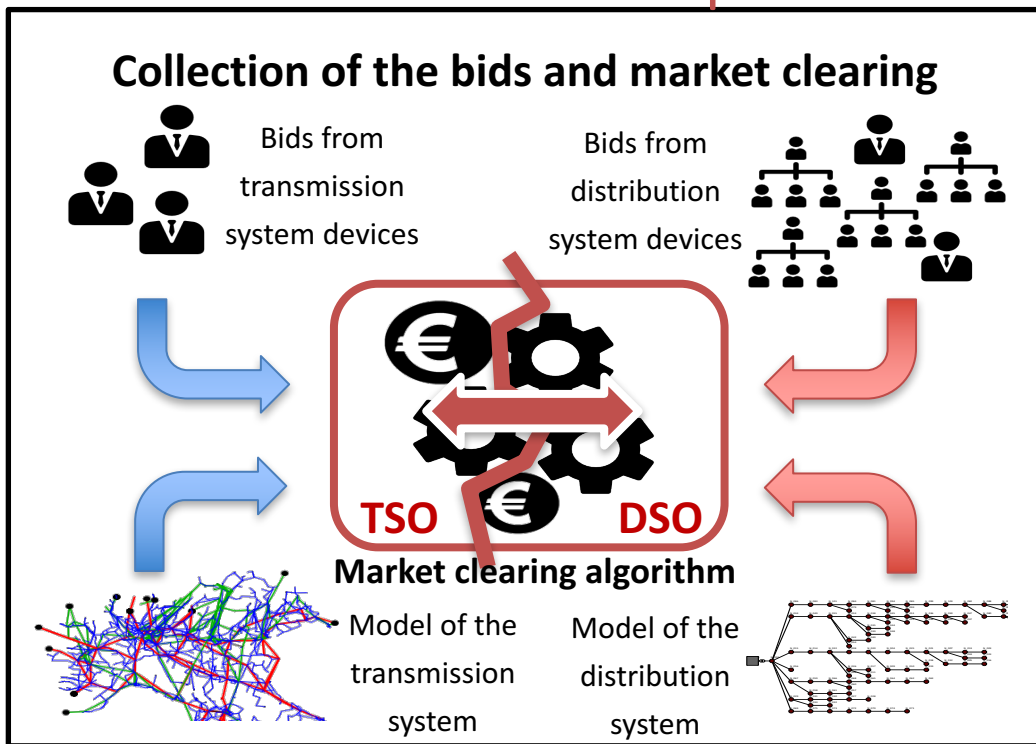 Collection of the bids and market clearing
Bids from
transmission
system devices
Bids from
distribution
system devices
€
€
TSO
DSO
Market clearing algorithm
Model of the
transmission
system
Model of the
distribution
system